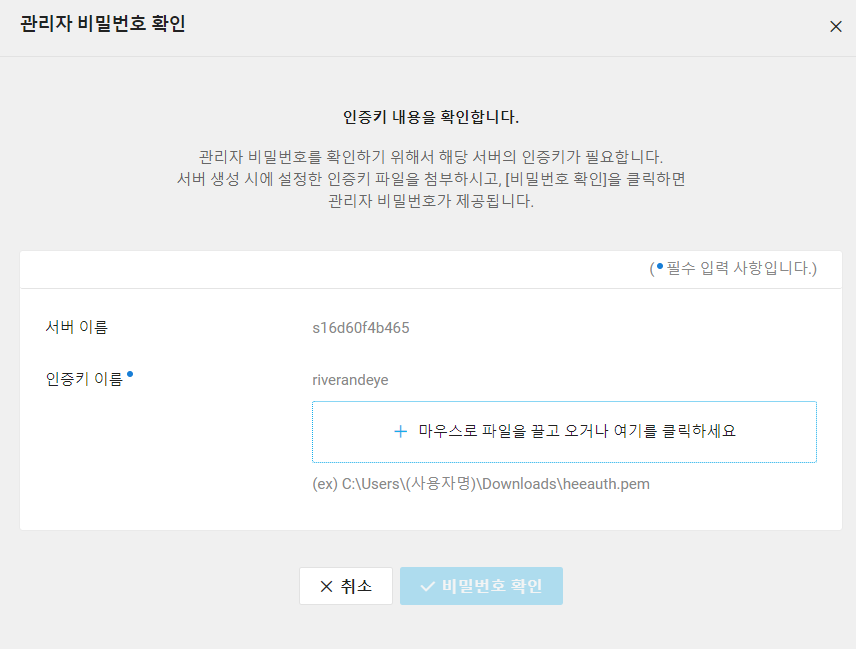 관리자 비밀번호 확인
인증키 내용을 확인합니다.
관리자 비밀번호를 확인하기 위해서 해당 서버의 인증키가 필요합니다.
서버 생성 시에 설정한 인증키 파일을 첨부하시고, [비밀번호 확인]을 클릭하면
관리자 비밀번호가 제공됩니다.
(• 필수 입력 사항입니다.)
서버 이름 s16d60f4b465
인증키 이름• riverandeye
+ 마우스로 파일을 끌고 오거나 여기를 클릭하세요
(ex) C:\Users\(사용자명)\Downloads\heeauth.pem
취소 비밀번호 확인